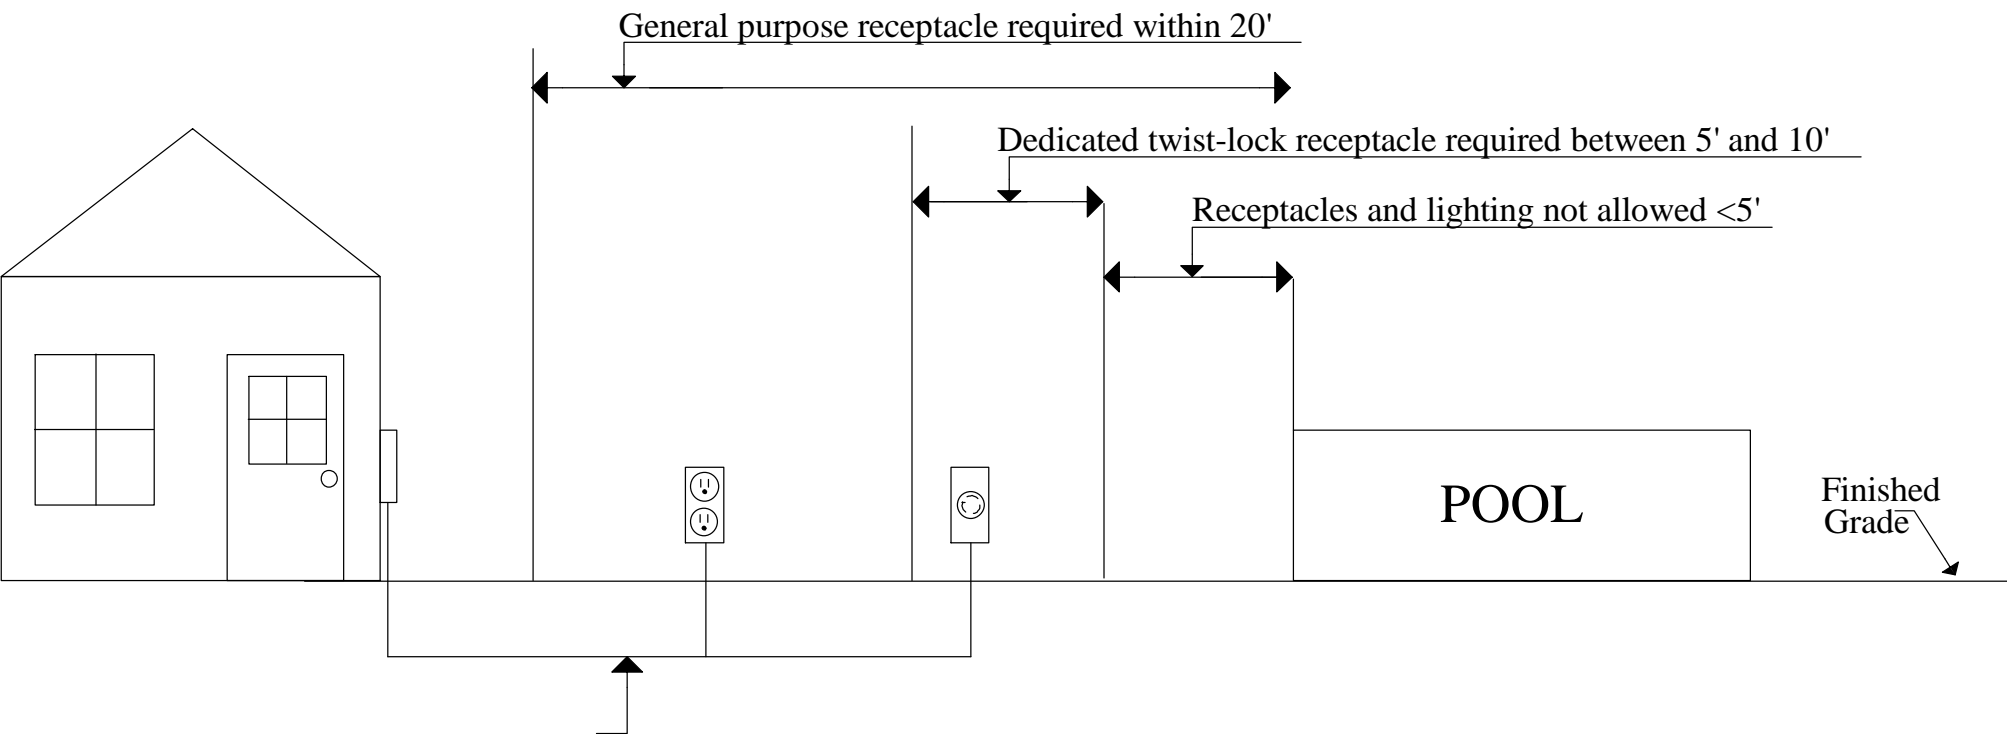 General purpose receptacle required within 20'
Dedicated twist-lock receptacle required between 5' and 10'
Receptacles and lighting not allowed <5'
POOL
Finished
Grade